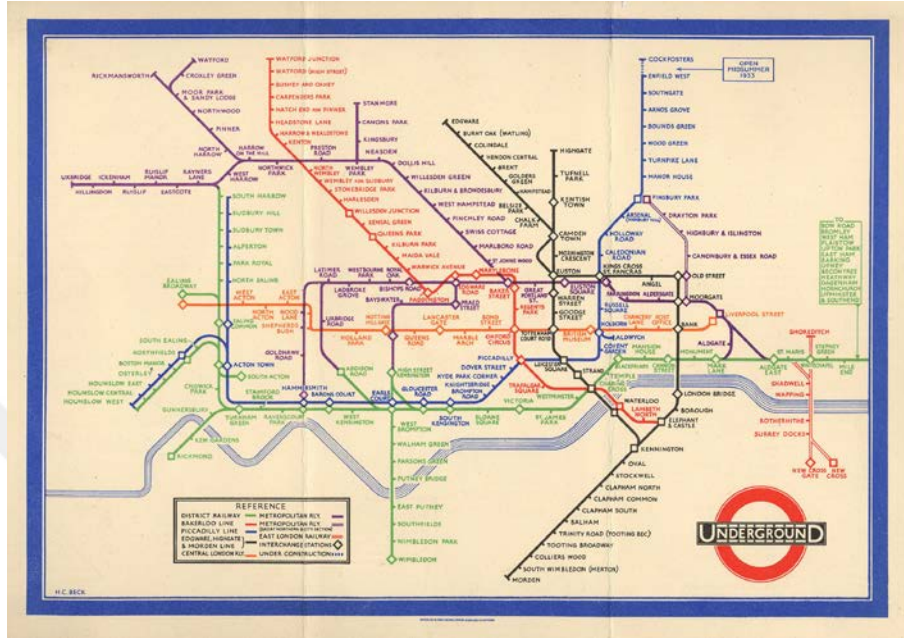 WATFORD
RICKMANSWORTH
CROXLEY GREEN
MOOR PARK
& SANDY LODGE
NORTHWOOD
PINNER
NORTH
HARROW
HARROW
ON THE HILL
NORTHWICK
PARK
PRESTON
ROAD
WEMBLEY
PARK
UXBRIDGE
ICKENHAM
RUISLIP
MANOR
RAYNERS
LANE
HILLINGDON
RUISLIP
EASTCOTE
WEST
HARROW
WATFORD JUNCTION
WATFORD (HIGH STREET)
BUSHEY AND OXHEY
CARPENDERS PARK
HATCH END FOR PINNER
HEADSTONE LANE
HARROW & WEALDSTONE
KENTON
NORTH
WEMBLEY
WEMBLEY FOR SUDBURY
STONEBRIDGE PARK
HARLESDEN
WILLESDEN JUNCTION
KENSAL GREEN
QUEENS PARK
KILBURN PARK
MAIDA VALE
WARWICK AVENUE
PADDINGTON
STANMORE
CANONS PARK
KINGSBURY
NEASDEN
DOLLIS HILL
WILLESDEN GREEN
KILBURN & BRONDESBURY
WEST HAMPSTEAD
FINCHLEY ROAD
SWISS COTTAGE
MARLBORO ROAD
ST. JOHNS WOOD
MARYLEBONE
EDGWARE
BURNT OAK (WATLING)
COLINDALE
HENDON CENTRAL
BRENT
GOLDERS
GREEN
HAMPSTEAD
BELSIZE
PARK
CHALK
FARM
HIGHGATE
TUFNELL
PARK
KENTISH
TOWN
CAMDEN
TOWN
MORNINGTON
CRESCENT
EUSTON
COCKFOSTERS
ENFIELD WEST
SOUTHGATE
ARNOS GROVE
BOUNDS GREEN
WOOD GREEN
TURNPIKE LANE
MANOR HOUSE
FINSBURY PARK
OPEN
MIDSUMMER
1933
ARSENAL
DRAYTON PARK
HOLLOWAY
ROAD
HIGHBURY & ISLINGTON
CALEDONIAN
ROAD
CANONBURY & ESSEX ROAD
KINGS CROSS
ST. PANCRAS
ANGEL
OLD STREET
MOORGATE
SOUTH HARROW
SUDBURY HILL
SUDBURY TOWN
ALPERTON
PARK ROYAL
NORTH EALING
EALING
BROADWAY
WEST
ACTON
EAST
ACTON
NORTH
ACTON
WOOD
LANE
SHEPHERDS
BUSH
EALING
COMMON
SOUTH EALING
NORTHFIELDS
BOSTON MANOR
OSTERLEY
HOUNSLOW EAST
HOUNSLOW CENTRAL
HOUNSLOW WEST
ACTON TOWN
SOUTH ACTON
CHISWICK
PARK
GUNNERSBURY
KEW GARDENS
RICHMOND
TURNHAM
GREEN
STAMFORD
BROOK
RAVENSCOURT
PARK
HAMMERSMITH
GOLDHAWK
ROAD
LATIMER
ROAD
LADBROKE
GROVE
WESTBOURNE
PARK
ROYAL
OAK
BISHOPS ROAD
UXBRIDGE
ROAD
ADDISON
ROAD
HOLLAND
PARK
NOTTING
HILL GATE
BAYSWATER
QUEENS
ROAD
LANCASTER
GATE
MARBLE
ARCH
BOND
STREET
OXFORD
CIRCUS
EDGWARE
ROAD
PRAED
STREET
BAKER
STREET
GREAT
PORTLAND ST.
REGENTS
PARK
WARREN
STREET
GOODGE
STREET
TOTTENHAM
COURT ROAD
EUSTON
SQUARE
RUSSELL
SQUARE
FARRINGDON
ALDERSGATE
BRITISH
MUSEUM
HOLBORN
CHANCERY
LANE
POST
OFFICE
BANK
LIVERPOOL STREET
ALDGATE
ALDWYCH
COVENT
GARDEN
LEICESTER
SQUARE
STRAND
PICCADILLY
DOVER STREET
HYDE PARK CORNER
KNIGHTSBRIDGE
BROMPTON
ROAD
TRAFALGAR
SQUARE
HIGH STREET
KENSINGTON
BARONS COURT
WEST
KENSINGTON
EARLS
COURT
GLOUCESTER
ROAD
SOUTH
KENSINGTON
SLOANE
SQUARE
VICTORIA
ST. JAMES
PARK
WESTMINSTER
CHARING
CROSS
TEMPLE
BLACKFRIARS
MANSION
HOUSE
CANNON
STREET
MONUMENT
MARK
LANE
ALDGATE
EAST
ST. MARYS
WHITECHAPEL
STEPNEY
GREEN
MILE
END
TO
BOW ROAD
BROMLEY
WEST HAM
PLAISTOW
UPTON PARK
EAST HAM
BARKING
UPNEY
BECONTREE
HEATHWAY
DAGENHAM
HORNCHURCH
UPMINSTER
& SOUTHEND
SHOREDITCH
SHADWELL
WAPPING
ROTHERHITHE
SURREY DOCKS
NEW CROSS
GATE
NEW
CROSS
WATERLOO
LAMBETH
NORTH
LONDON BRIDGE
BOROUGH
ELEPHANT
& CASTLE
KENNINGTON
OVAL
STOCKWELL
CLAPHAM NORTH
CLAPHAM COMMON
CLAPHAM SOUTH
BALHAM
TRINITY ROAD (TOOTING BEC)
TOOTING BROADWAY
COLLIERS WOOD
SOUTH WIMBLEDON (MERTON)
MORDEN
WEST
BROMPTON
WALHAM GREEN
PARSONS GREEN
PUTNEY BRIDGE
EAST PUTNEY
SOUTHFIELDS
WIMBLEDON PARK
WIMBLEDON
REFERENCE
DISTRICT RAILWAY
BAKERLOO LINE
PICCADILLY LINE
EDGWARE, HIGHGATE
& MORDEN LINE
CENTRAL LONDON RLY.
METROPOLITAN RLY.
METROPOLITAN RLY.
(GREAT NORTHERN & CITY SECTION)
EAST LONDON RAILWAY
INTERCHANGE STATIONS
UNDER CONSTRUCTION
UNDERGROUND
H.C. BECK